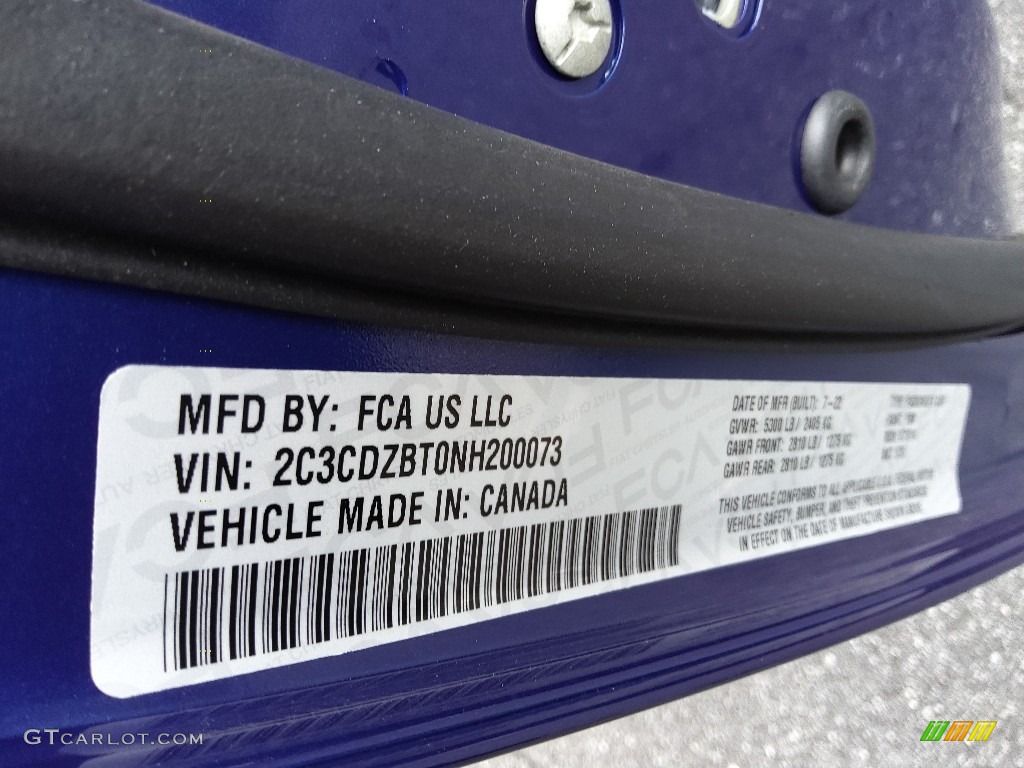 MFD BY: FCA US LLC
VIN: 2C3CDZBT0NH200073
VEHICLE MADE IN: CANADA
DATE OF MFR (BUILT): 7-22
GVWR: 5300 LB / 2405 KG
GAWR FRONT: 2810 LB / 1275 KG
GAWR REAR: 2810 LB / 1275 KG
THIS VEHICLE CONFORMS TO ALL APPLICABLE U.S.A. FEDERAL MOTOR
VEHICLE SAFETY, BUMPER, AND THEFT PREVENTION STANDARDS
IN EFFECT ON THE DATE OF MANUFACTURE SHOWN ABOVE.
GTCARLOT.COM